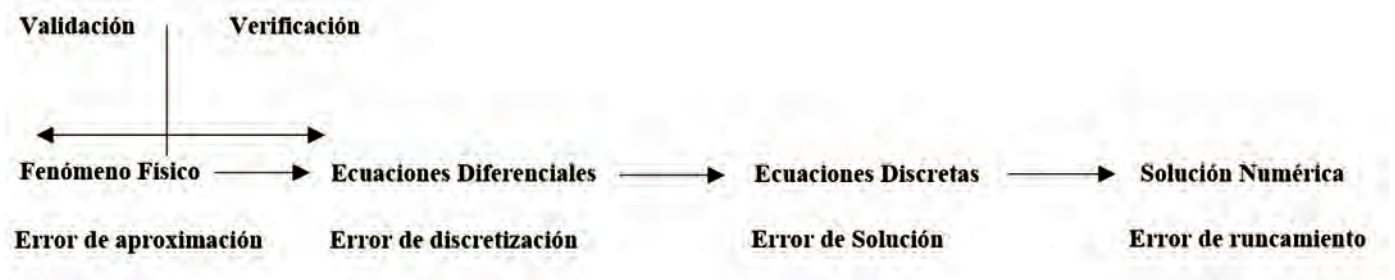 Validación Verificación
Fenómeno Físico Ecuaciones Diferenciales Ecuaciones Discretas Solución Numérica
Error de aproximación Error de discretización Error de Solución Error de runcamiento